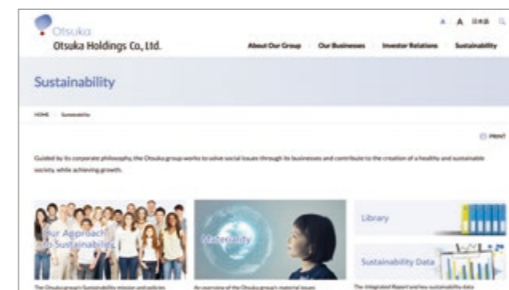 Otsuka
Otsuka Holdings Co., Ltd.
A A 日本語
About Our Group Our Businesses Investor Relations Sustainability
Sustainability
HOME Sustainability
PRINT
Guided by its corporate philosophy, the Otsuka group works to solve social issues through its businesses and contribute to the creation of a healthy and sustainable
society, while achieving growth.
Our Approach
to Sustainability
Materiality
Library
Sustainability Data
The Otsuka group's Sustainability mission and policies
An overview of the Otsuka group's material issues
The Integrated Report and key sustainability data